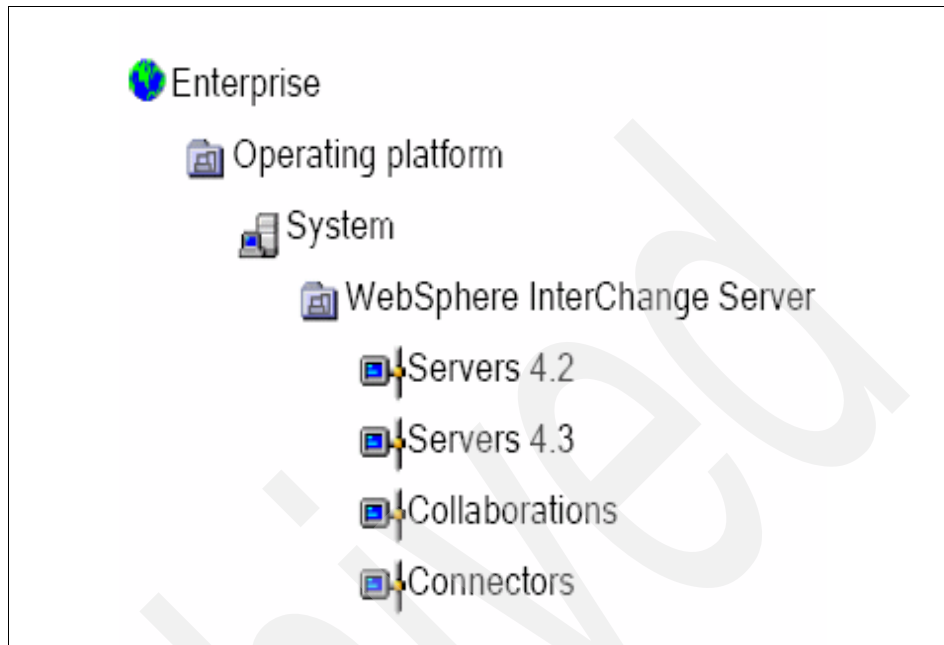 Enterprise
Operating platform
System
WebSphere InterChange Server
Servers 4.2
Servers 4.3
Collaborations
Connectors